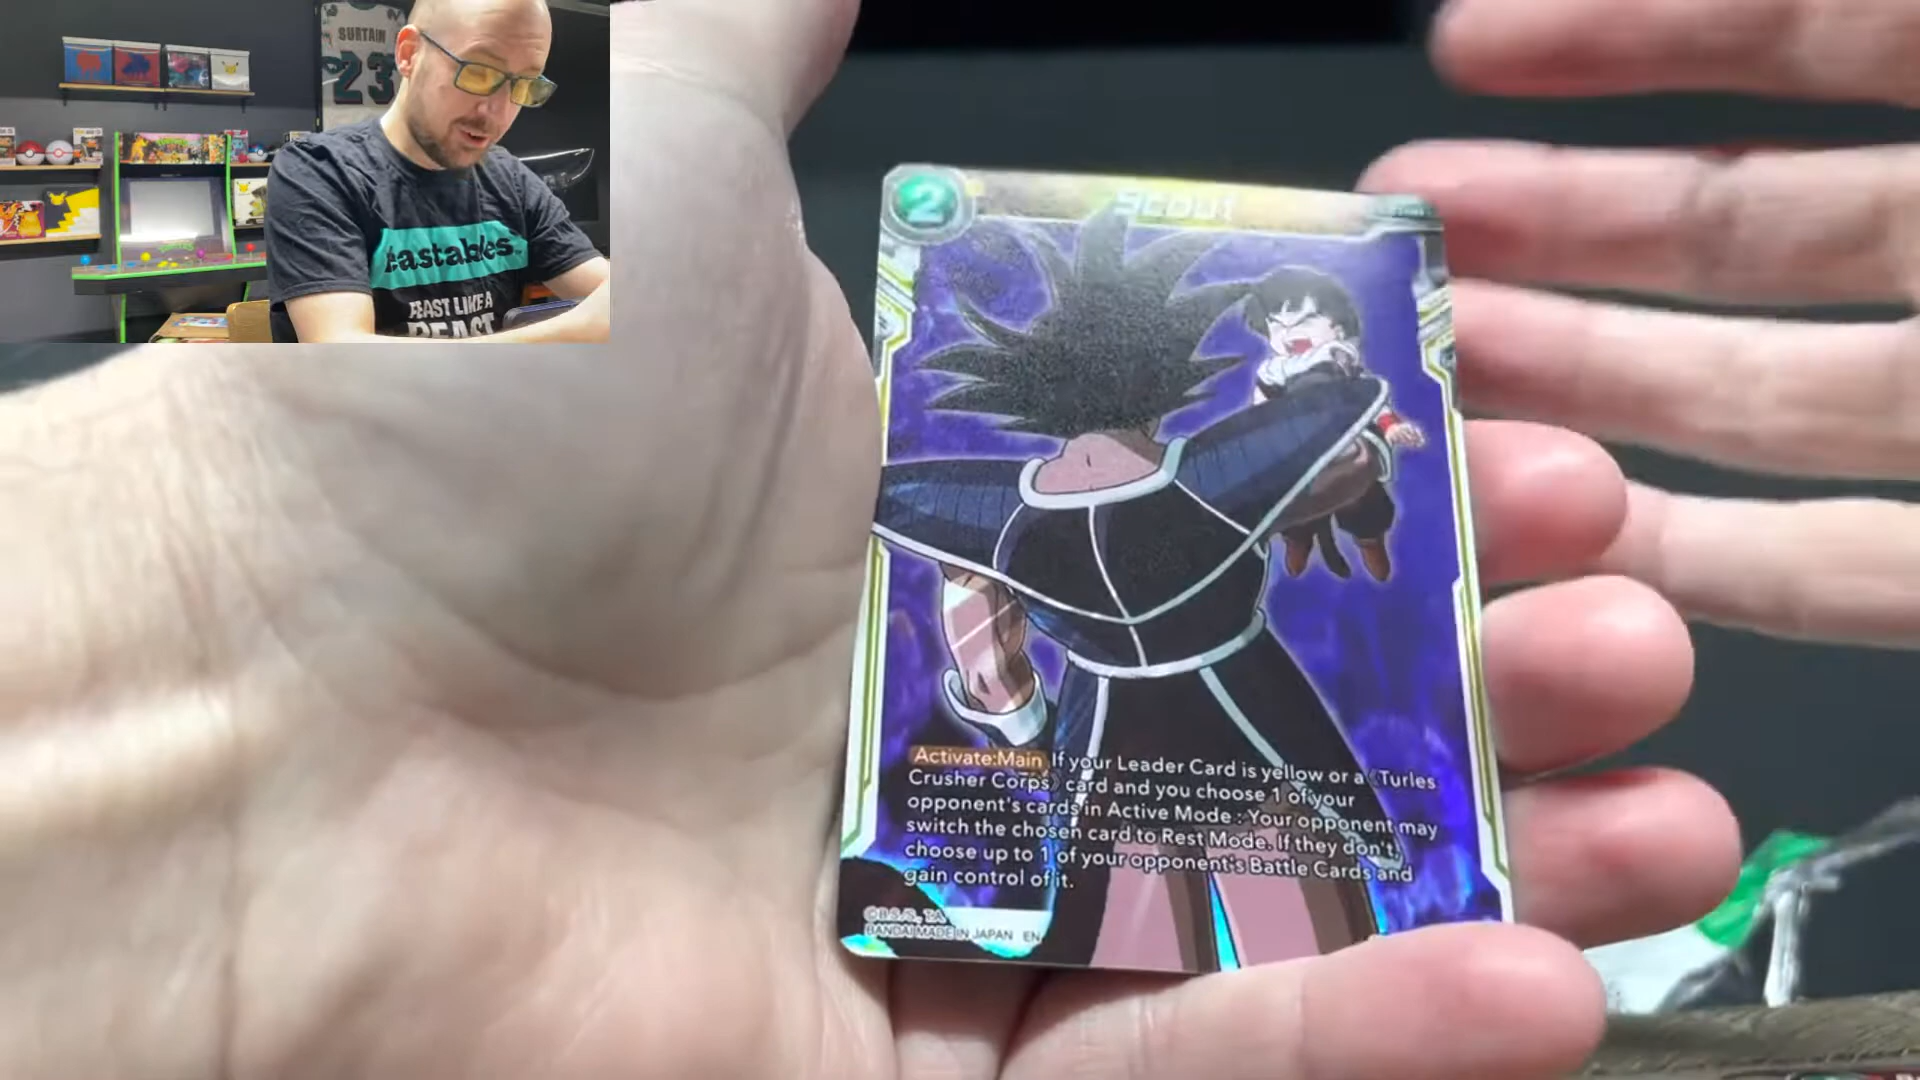 SURTAIN
23
eastables
FEAST LIKE A
BEAST
2
Scout
Activate:Main If your Leader Card is yellow or a 《Turles
Crusher Corps》 card and you choose 1 of your
opponent's cards in Active Mode : Your opponent may
switch the chosen card to Rest Mode. If they don't,
choose up to 1 of your opponent's Battle Cards and
gain control of it.
©B.S./S., T.A.
BANDAI MADE IN JAPAN EN